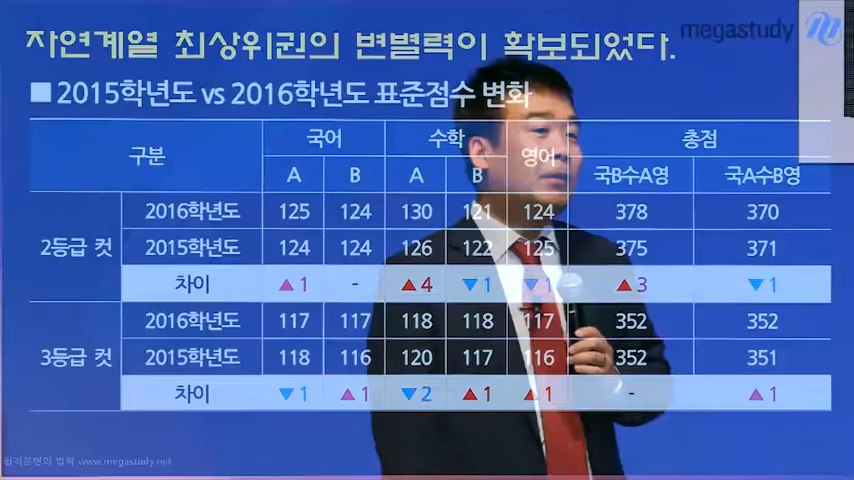 megastudy
자연계열 최상위권의 변별력이 확보되었다.
■ 2015학년도 vs 2016학년도 표준점수 변화
구분 국어 수학 영어 총점
A B A B 국B수A영 국A수B영
2등급 컷 2016학년도 125 124 130 121 124 378 370
2015학년도 124 124 126 122 125 375 371
차이 ▲1 - ▲4 ▼1 ▼1 ▲3 ▼1
3등급 컷 2016학년도 117 117 118 118 117 352 352
2015학년도 118 116 120 117 116 352 351
차이 ▼1 ▲1 ▼2 ▲1 ▲1 - ▲1
www.megastudy.net